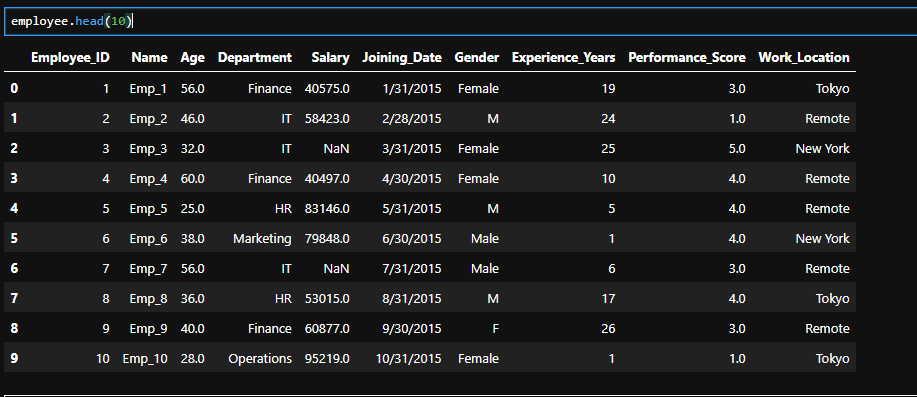 employee.head(10)
Employee_ID Name Age Department Salary Joining_Date Gender Experience_Years Performance_Score Work_Location
0 1 Emp_1 56.0 Finance 40575.0 1/31/2015 Female 19 3.0 Tokyo
1 2 Emp_2 46.0 IT 58423.0 2/28/2015 M 24 1.0 Remote
2 3 Emp_3 32.0 IT NaN 3/31/2015 Female 25 5.0 New York
3 4 Emp_4 60.0 Finance 40497.0 4/30/2015 Female 10 4.0 Remote
4 5 Emp_5 25.0 HR 83146.0 5/31/2015 M 5 4.0 Remote
5 6 Emp_6 38.0 Marketing 79848.0 6/30/2015 Male 1 4.0 New York
6 7 Emp_7 56.0 IT NaN 7/31/2015 Male 6 3.0 Remote
7 8 Emp_8 36.0 HR 53015.0 8/31/2015 M 17 4.0 Tokyo
8 9 Emp_9 40.0 Finance 60877.0 9/30/2015 F 26 3.0 Remote
9 10 Emp_10 28.0 Operations 95219.0 10/31/2015 Female 1 1.0 Tokyo